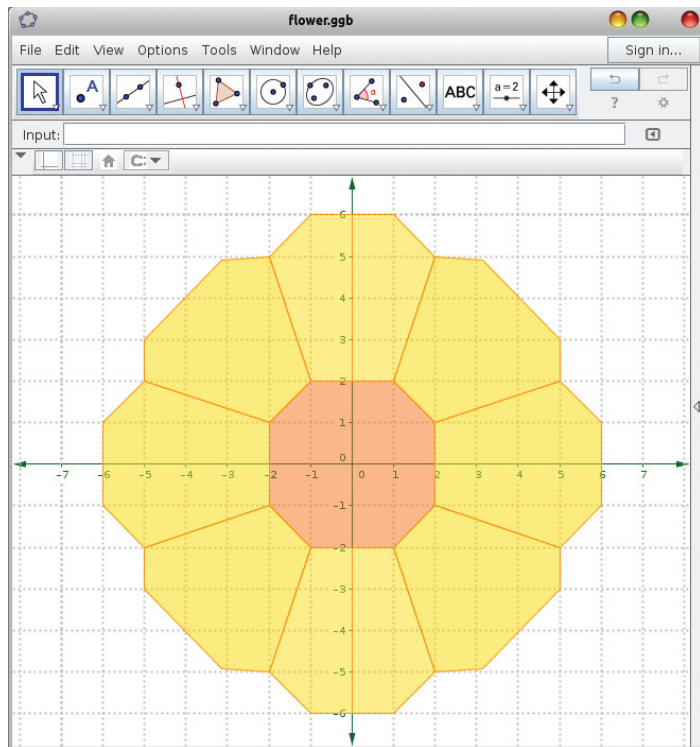 flower.ggb
File Edit View Options Tools Window Help
Sign in...
A
α
ABC
a=2
?
Input:
6
5
4
3
2
1
0
-7 -6 -5 -4 -3 -2 -1 0 1 2 3 4 5 6 7
-1
-2
-3
-4
-5
-6